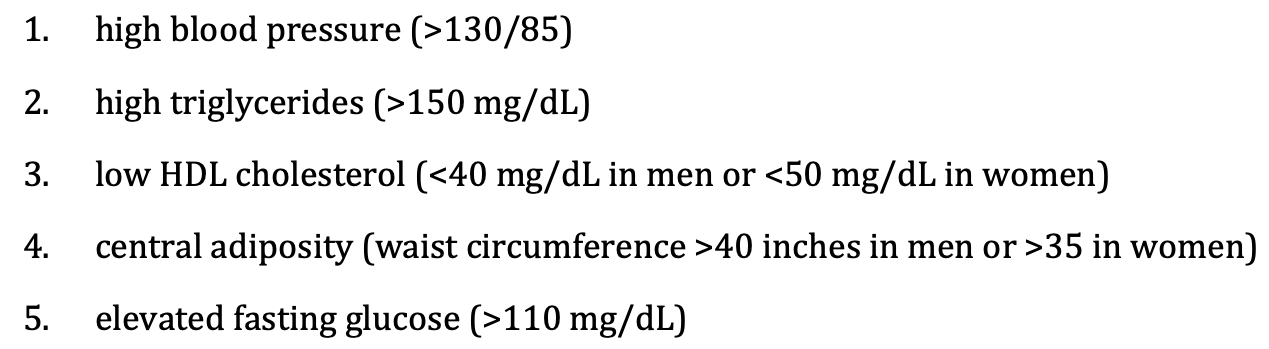 1. high blood pressure (>130/85)
2. high triglycerides (>150 mg/dL)
3. low HDL cholesterol (<40 mg/dL in men or <50 mg/dL in women)
4. central adiposity (waist circumference >40 inches in men or >35 in women)
5. elevated fasting glucose (>110 mg/dL)